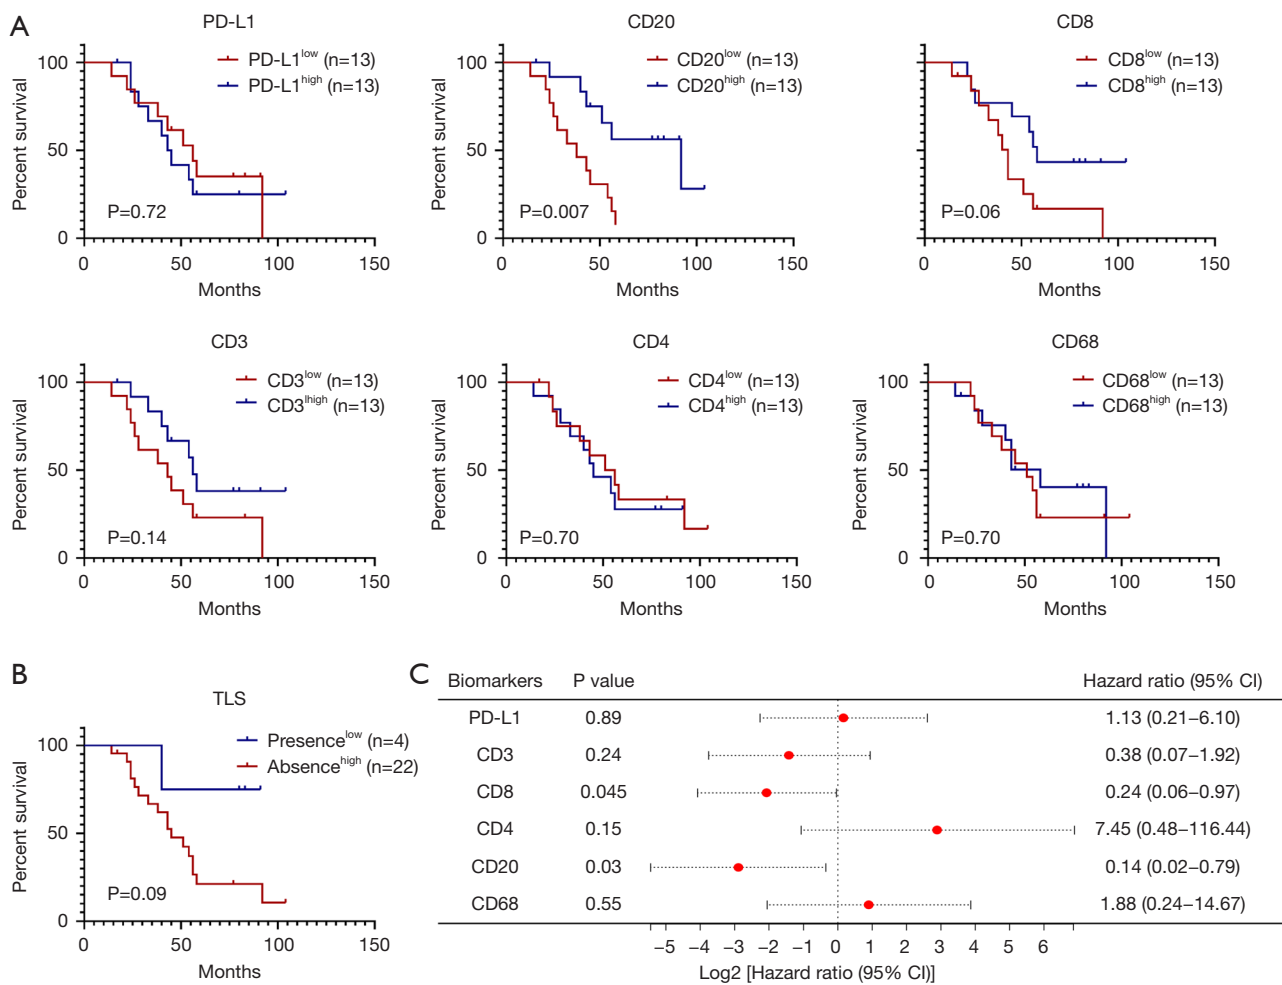 A
PD-L1
CD20
CD8
PD-L1low (n=13)
PD-L1high (n=13)
100
50
0
Percent survival
P=0.72
0 50 100 150
Months
CD20low (n=13)
CD20high (n=13)
100
50
0
Percent survival
P=0.007
0 50 100 150
Months
CD8low (n=13)
CD8high (n=13)
100
50
0
Percent survival
P=0.06
0 50 100 150
Months
CD3
CD4
CD68
CD3low (n=13)
CD3lhigh (n=13)
100
50
0
Percent survival
P=0.14
0 50 100 150
Months
CD4low (n=13)
CD4high (n=13)
100
50
0
Percent survival
P=0.70
0 50 100 150
Months
CD68low (n=13)
CD68high (n=13)
100
50
0
Percent survival
P=0.70
0 50 100 150
Months
B
TLS
Presencelow (n=4)
Absencehigh (n=22)
100
50
0
Percent survival
P=0.09
0 50 100 150
Months
C
Biomarkers P value Hazard ratio (95% CI)
PD-L1 0.89 1.13 (0.21–6.10)
CD3 0.24 0.38 (0.07–1.92)
CD8 0.045 0.24 (0.06–0.97)
CD4 0.15 7.45 (0.48–116.44)
CD20 0.03 0.14 (0.02–0.79)
CD68 0.55 1.88 (0.24–14.67)
−5 −4 −3 −2 −1 0 1 2 3 4 5 6
Log2 [Hazard ratio (95% CI)]